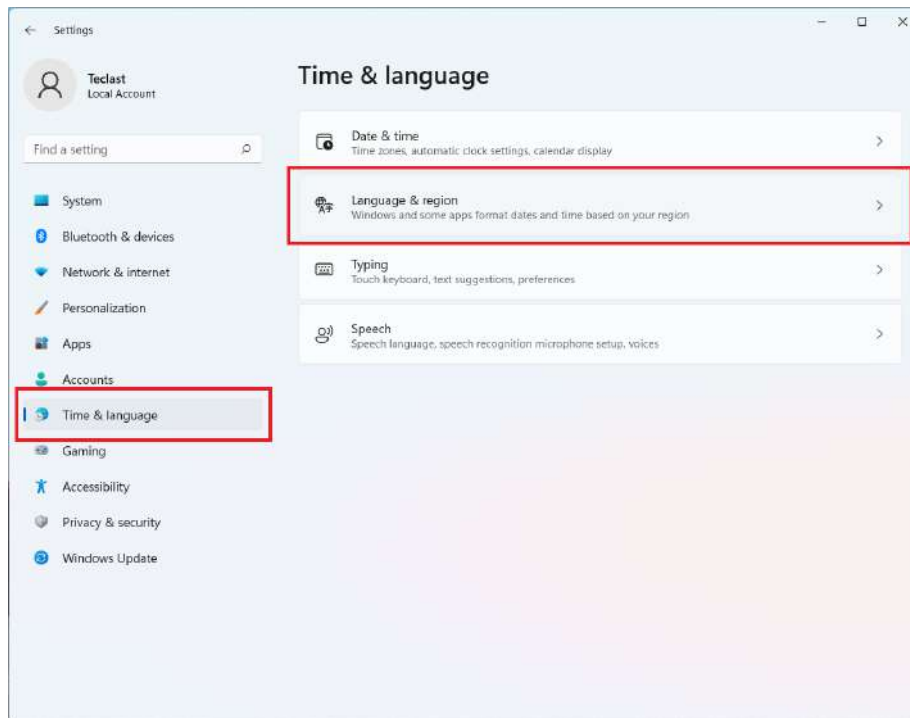 Settings
Teclast
Local Account
Find a setting
System
Bluetooth & devices
Network & internet
Personalization
Apps
Accounts
Time & language
Gaming
Accessibility
Privacy & security
Windows Update
Time & language
Date & time
Time zones, automatic clock settings, calendar display
Language & region
Windows and some apps format dates and time based on your region
Typing
Touch keyboard, text suggestions, preferences
Speech
Speech language, speech recognition microphone setup, voices